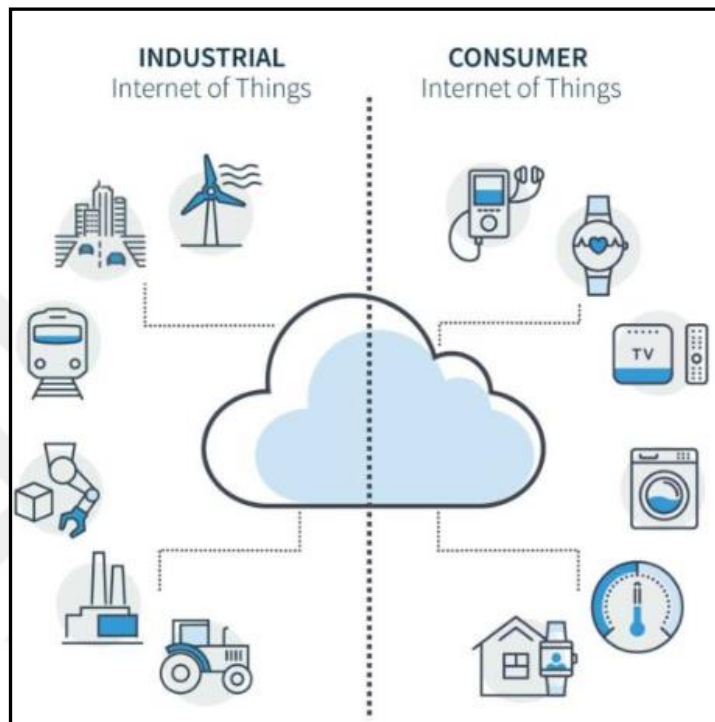 INDUSTRIAL
Internet of Things
CONSUMER
Internet of Things
TV